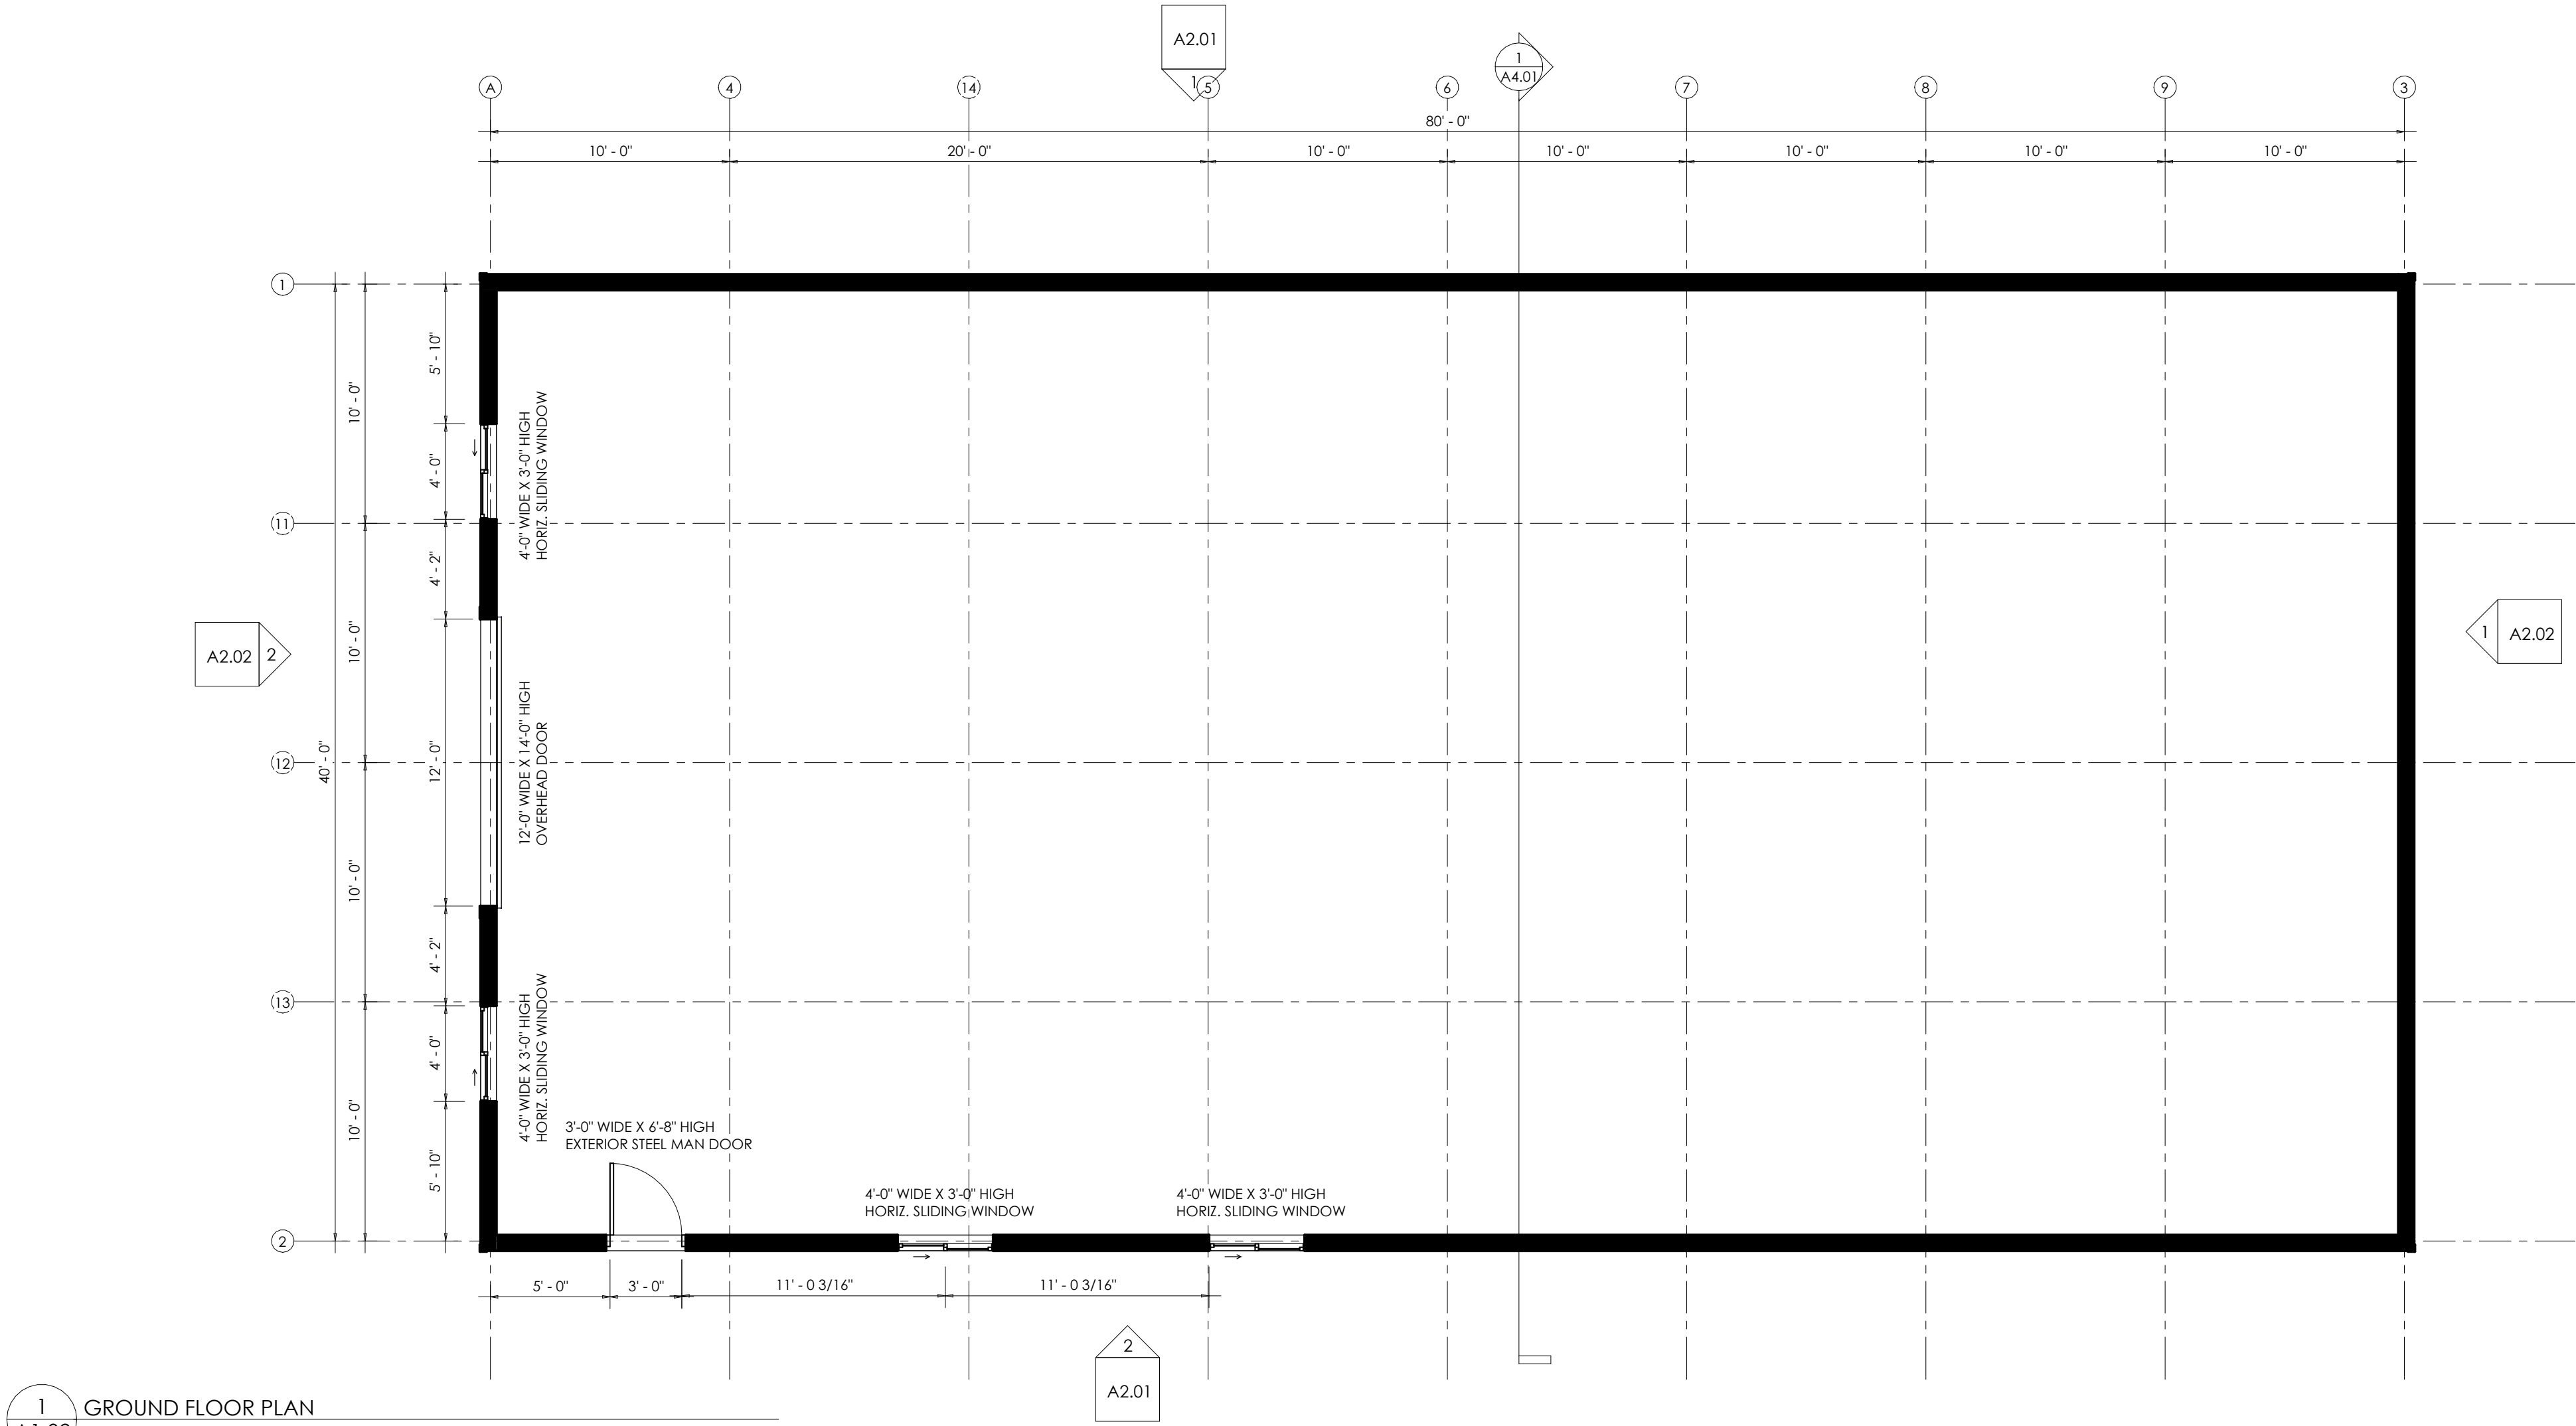 A2.01
1
1
A4.01
A
4
14
5
6
7
8
9
3
80' - 0"
10' - 0"
20' - 0"
10' - 0"
10' - 0"
10' - 0"
10' - 0"
10' - 0"
1
11
12
13
2
40' - 0"
10' - 0"
10' - 0"
10' - 0"
10' - 0"
5' - 10"
4' - 0"
4' - 2"
12' - 0"
4' - 2"
4' - 0"
5' - 10"
4'-0" WIDE X 3'-0" HIGH
HORIZ. SLIDING WINDOW
12'-0" WIDE X 14'-0" HIGH
OVERHEAD DOOR
4'-0" WIDE X 3'-0" HIGH
HORIZ. SLIDING WINDOW
A2.02
2
1
A2.02
3'-0" WIDE X 6'-8" HIGH
EXTERIOR STEEL MAN DOOR
4'-0" WIDE X 3'-0" HIGH
HORIZ. SLIDING WINDOW
4'-0" WIDE X 3'-0" HIGH
HORIZ. SLIDING WINDOW
5' - 0"
3' - 0"
11' - 0 3/16"
11' - 0 3/16"
2
A2.01
1
GROUND FLOOR PLAN